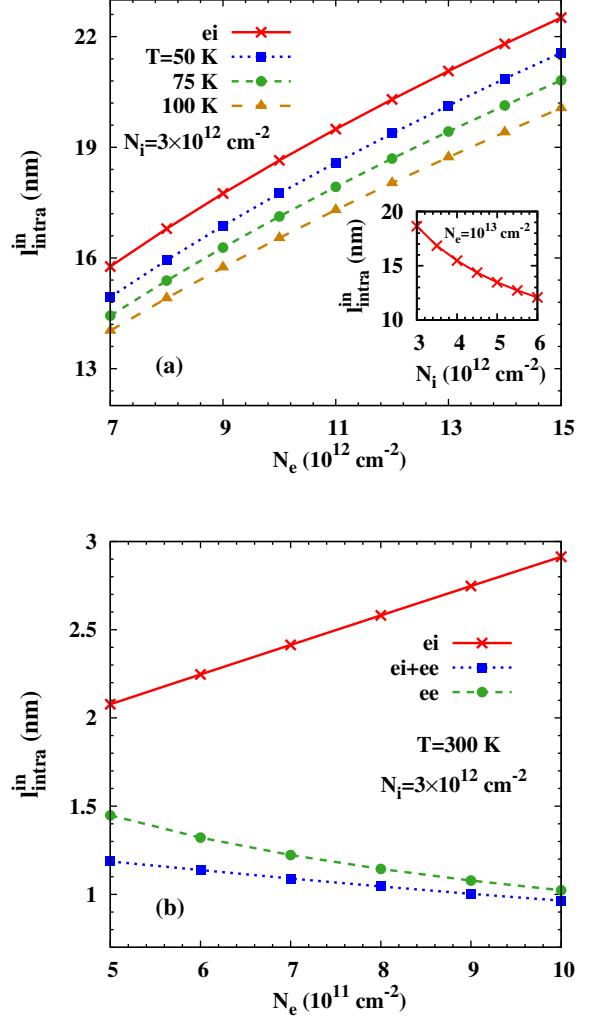 22
19
16
13
l_intra^in (nm)
ei
T=50 K
75 K
100 K
N_i=3×10^12 cm^-2
(a)
20
15
10
l_intra^in (nm)
N_e=10^13 cm^-2
3 4 5 6
N_i (10^12 cm^-2)
7 9 11 13 15
N_e (10^12 cm^-2)
3
2.5
2
1.5
1
l_intra^in (nm)
ei
ei+ee
ee
T=300 K
N_i=3×10^12 cm^-2
(b)
5 6 7 8 9 10
N_e (10^11 cm^-2)